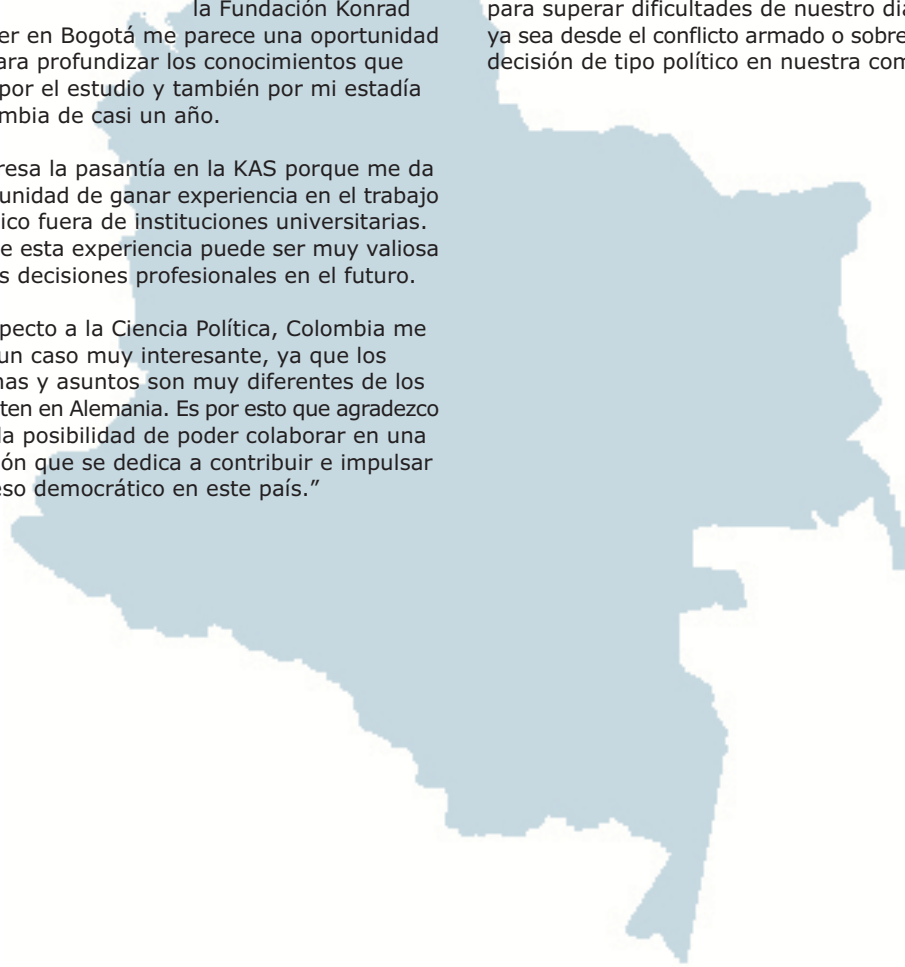 la Fundación Konrad
er en Bogotá me parece una oportunidad
ara profundizar los conocimientos que
por el estudio y también por mi estadía
mbia de casi un año.
resa la pasantía en la KAS porque me da
unidad de ganar experiencia en el trabajo
ico fuera de instituciones universitarias.
e esta experiencia puede ser muy valiosa
s decisiones profesionales en el futuro.
pecto a la Ciencia Política, Colombia me
un caso muy interesante, ya que los
nas y asuntos son muy diferentes de los
ten en Alemania. Es por esto que agradezco
la posibilidad de poder colaborar en una
ón que se dedica a contribuir e impulsar
eso democrático en este país.”
para superar dificultades de nuestro dia
ya sea desde el conflicto armado o sobre
decisión de tipo político en nuestra com